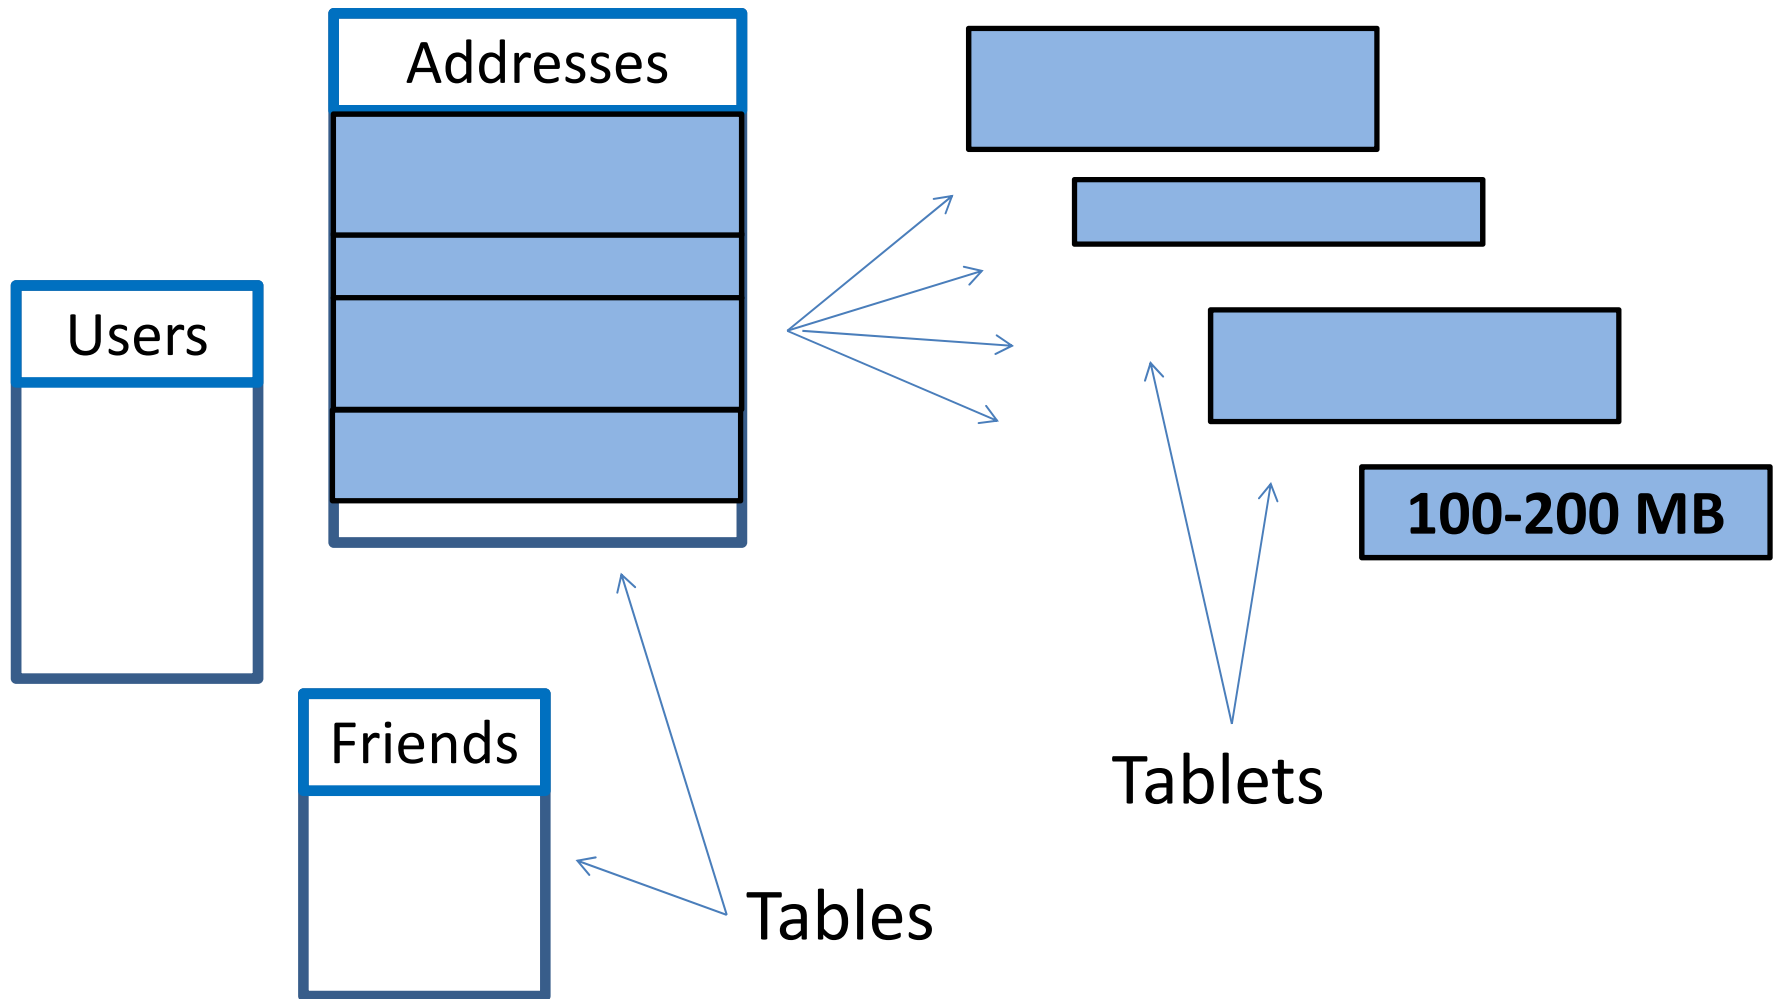 Addresses
Users
100-200 MB
Friends
Tablets
Tables